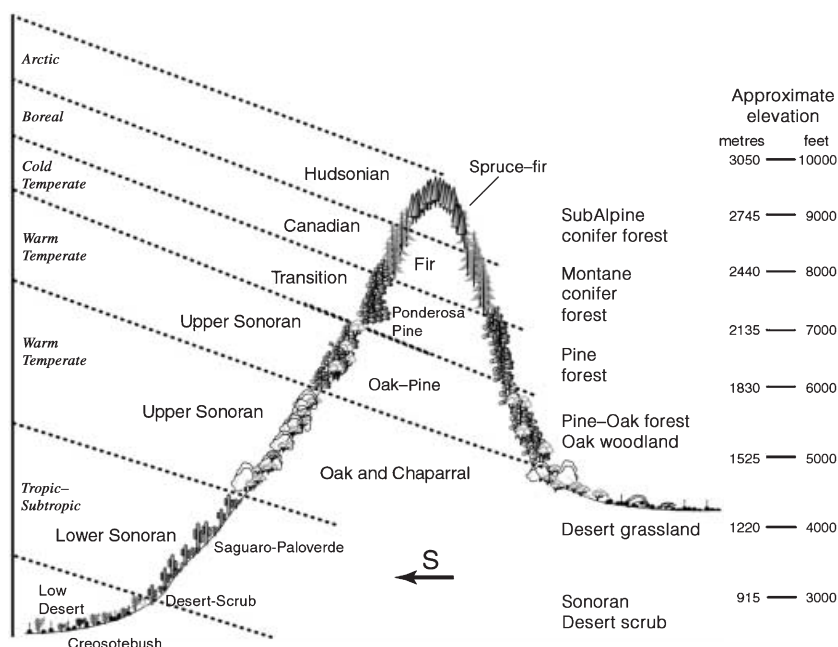 Arctic
Boreal
Cold
Temperate
Warm
Temperate
Warm
Temperate
Tropic–
Subtropic
Hudsonian
Canadian
Transition
Upper Sonoran
Upper Sonoran
Lower Sonoran
Low
Desert
Creosotebush
Spruce–fir
Fir
Ponderosa
Pine
Oak–Pine
Oak and Chaparral
Saguaro-Paloverde
Desert-Scrub
S
SubAlpine
conifer forest
Montane
conifer
forest
Pine
forest
Pine–Oak forest
Oak woodland
Desert grassland
Sonoran
Desert scrub
Approximate
elevation
metres feet
3050 10000
2745 9000
2440 8000
2135 7000
1830 6000
1525 5000
1220 4000
915 3000